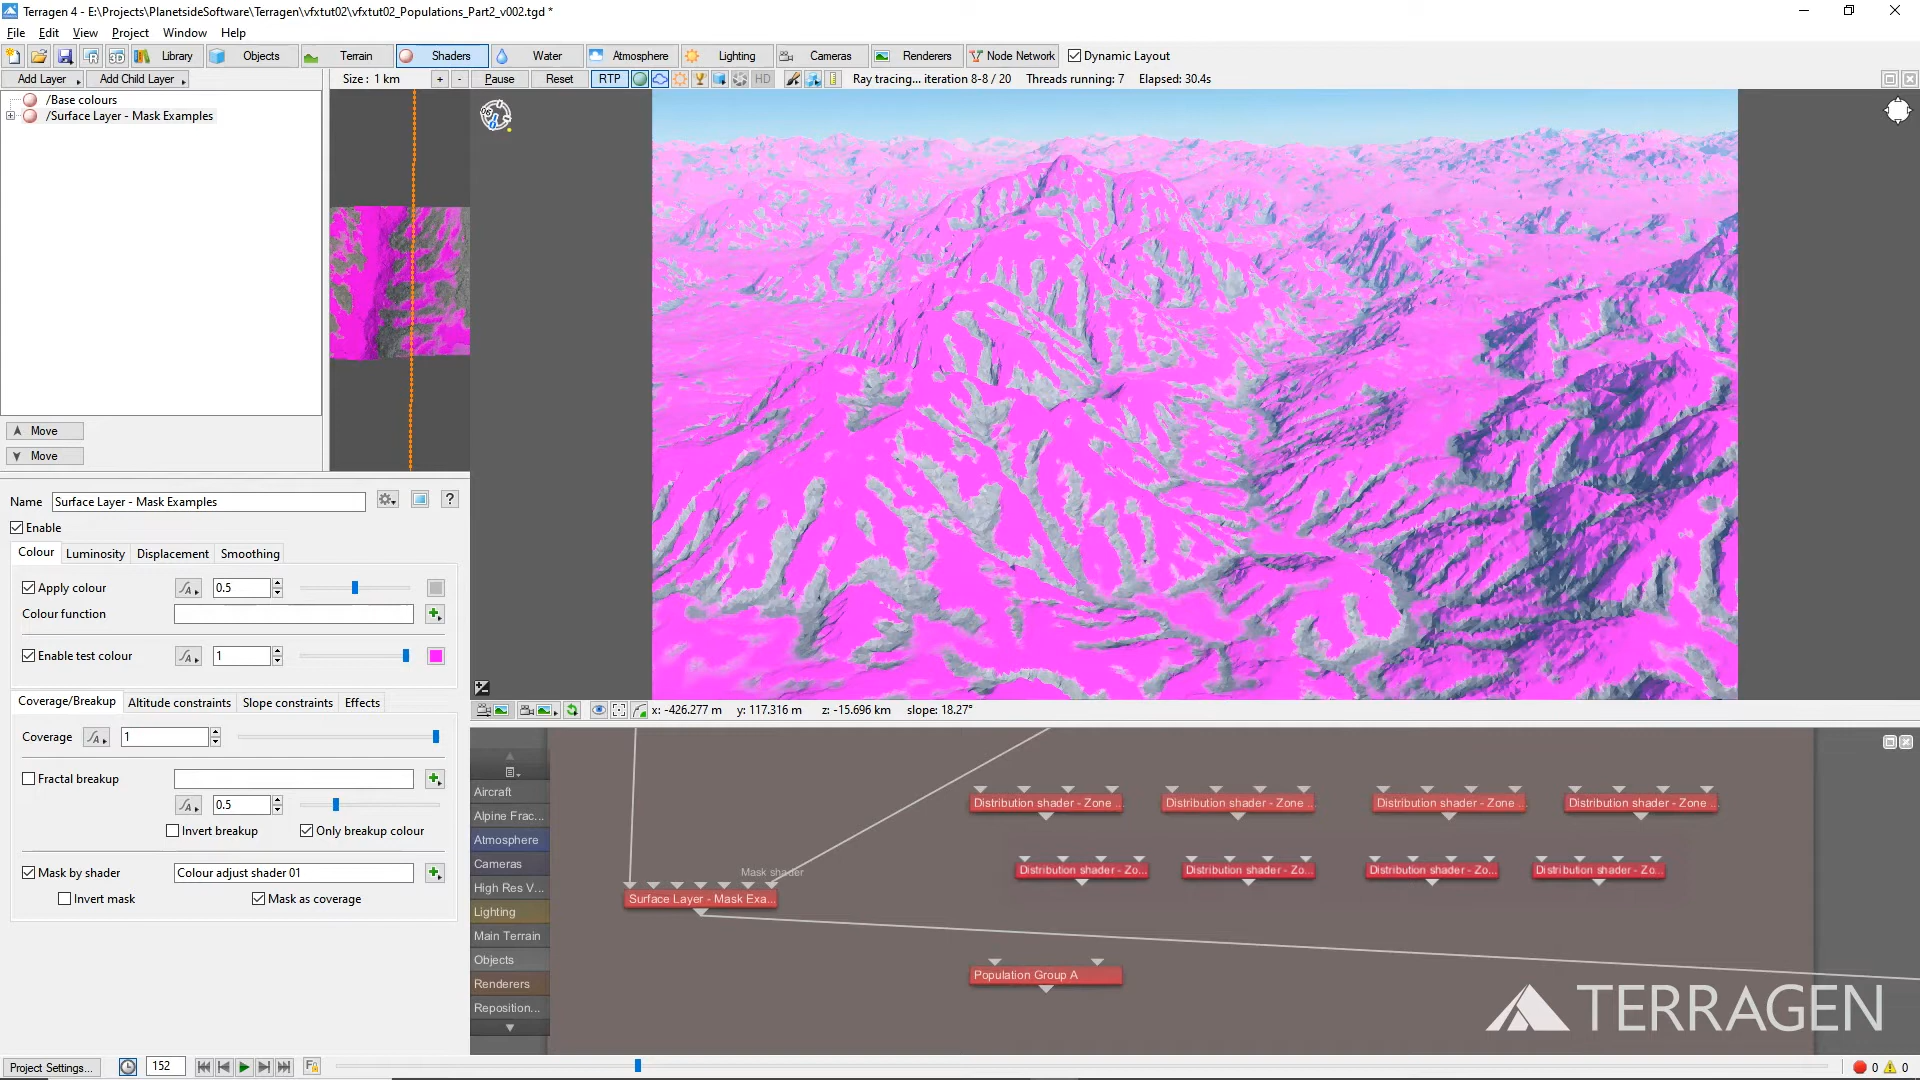 Terragen 4 - E:\Projects\PlanetsideSoftware\Terragen\vfxtut02\vfxtut02_Populations_Part2_v002.tgd *
File Edit View Project Window Help
Library Objects Terrain Shaders Water Atmosphere Lighting Cameras Renderers Node Network Dynamic Layout
Add Layer Add Child Layer Size: 1 km + - Pause Reset RTP HD Ray tracing... iteration 8-8 / 20 Threads running: 7 Elapsed: 30.4s
/Base colours
/Surface Layer - Mask Examples
Move
Move
Name Surface Layer - Mask Examples ?
Enable
Colour Luminosity Displacement Smoothing
Apply colour 0.5
Colour function
Enable test colour 1
Coverage/Breakup Altitude constraints Slope constraints Effects
Coverage 1
Fractal breakup
0.5
Invert breakup Only breakup colour
Mask by shader Colour adjust shader 01
Invert mask Mask as coverage
x: -426.277 m y: 117.316 m z: -15.696 km slope: 18.27°
Aircraft
Alpine Frac...
Atmosphere
Cameras
High Res V...
Lighting
Main Terrain
Objects
Renderers
Reposition...
Distribution shader - Zone ... Distribution shader - Zone ... Distribution shader - Zone ... Distribution shader - Zone ...
Distribution shader - Zo... Distribution shader - Zo... Distribution shader - Zo... Distribution shader - Zo...
Mask shader
Surface Layer - Mask Exa...
Population Group A
TERRAGEN
Project Settings... 152 F 0 0